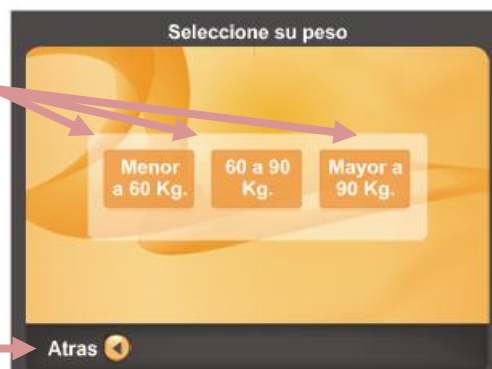 Seleccione su peso
Menor
a 60 Kg.
60 a 90
Kg.
Mayor a
90 Kg.
Atras